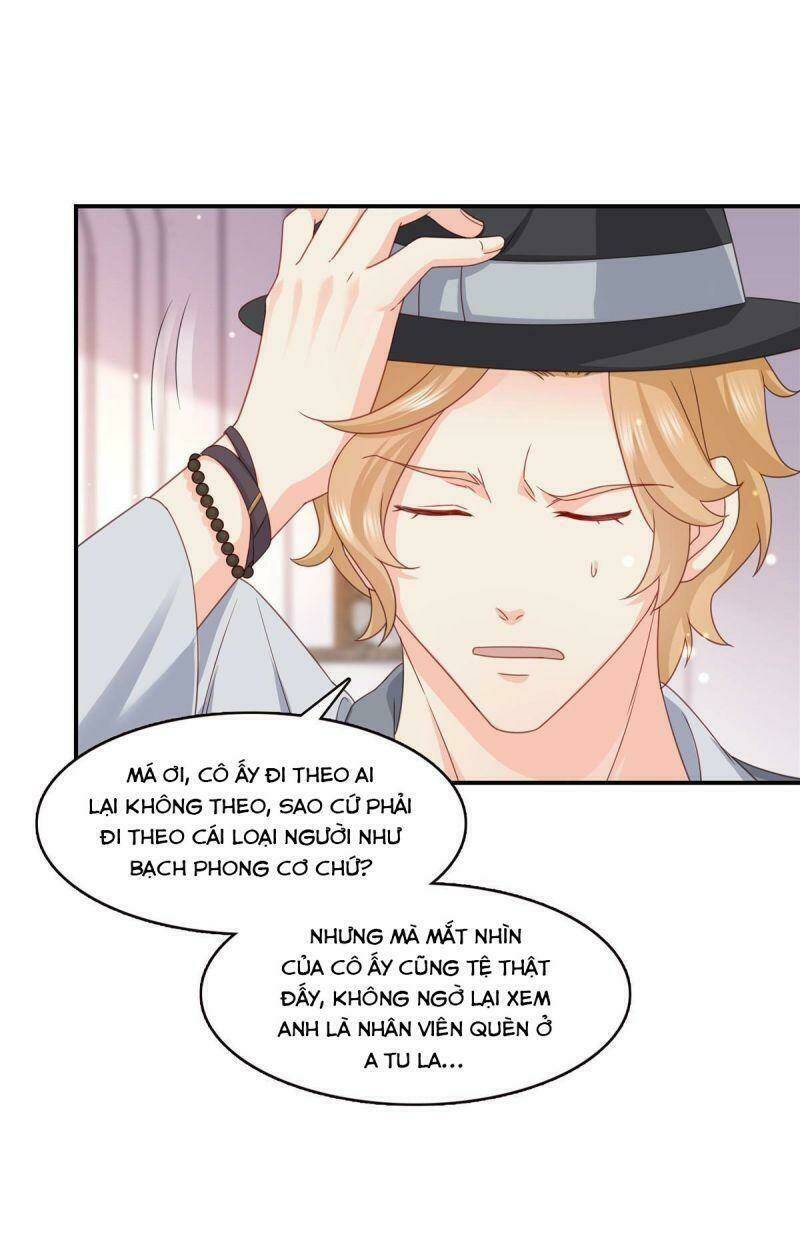 MÁ ƠI, CÔ ẤY ĐI THEO AI
LẠI KHÔNG THEO, SAO CỨ PHẢI
ĐI THEO CÁI LOẠI NGƯỜI NHƯ
BẠCH PHONG CƠ CHỨ?
NHƯNG MÀ MẮT NHÌN
CỦA CÔ ẤY CŨNG TỆ THẬT
ĐẤY, KHÔNG NGỜ LẠI XEM
ANH LÀ NHÂN VIÊN QUÈN Ở
A TU LA...